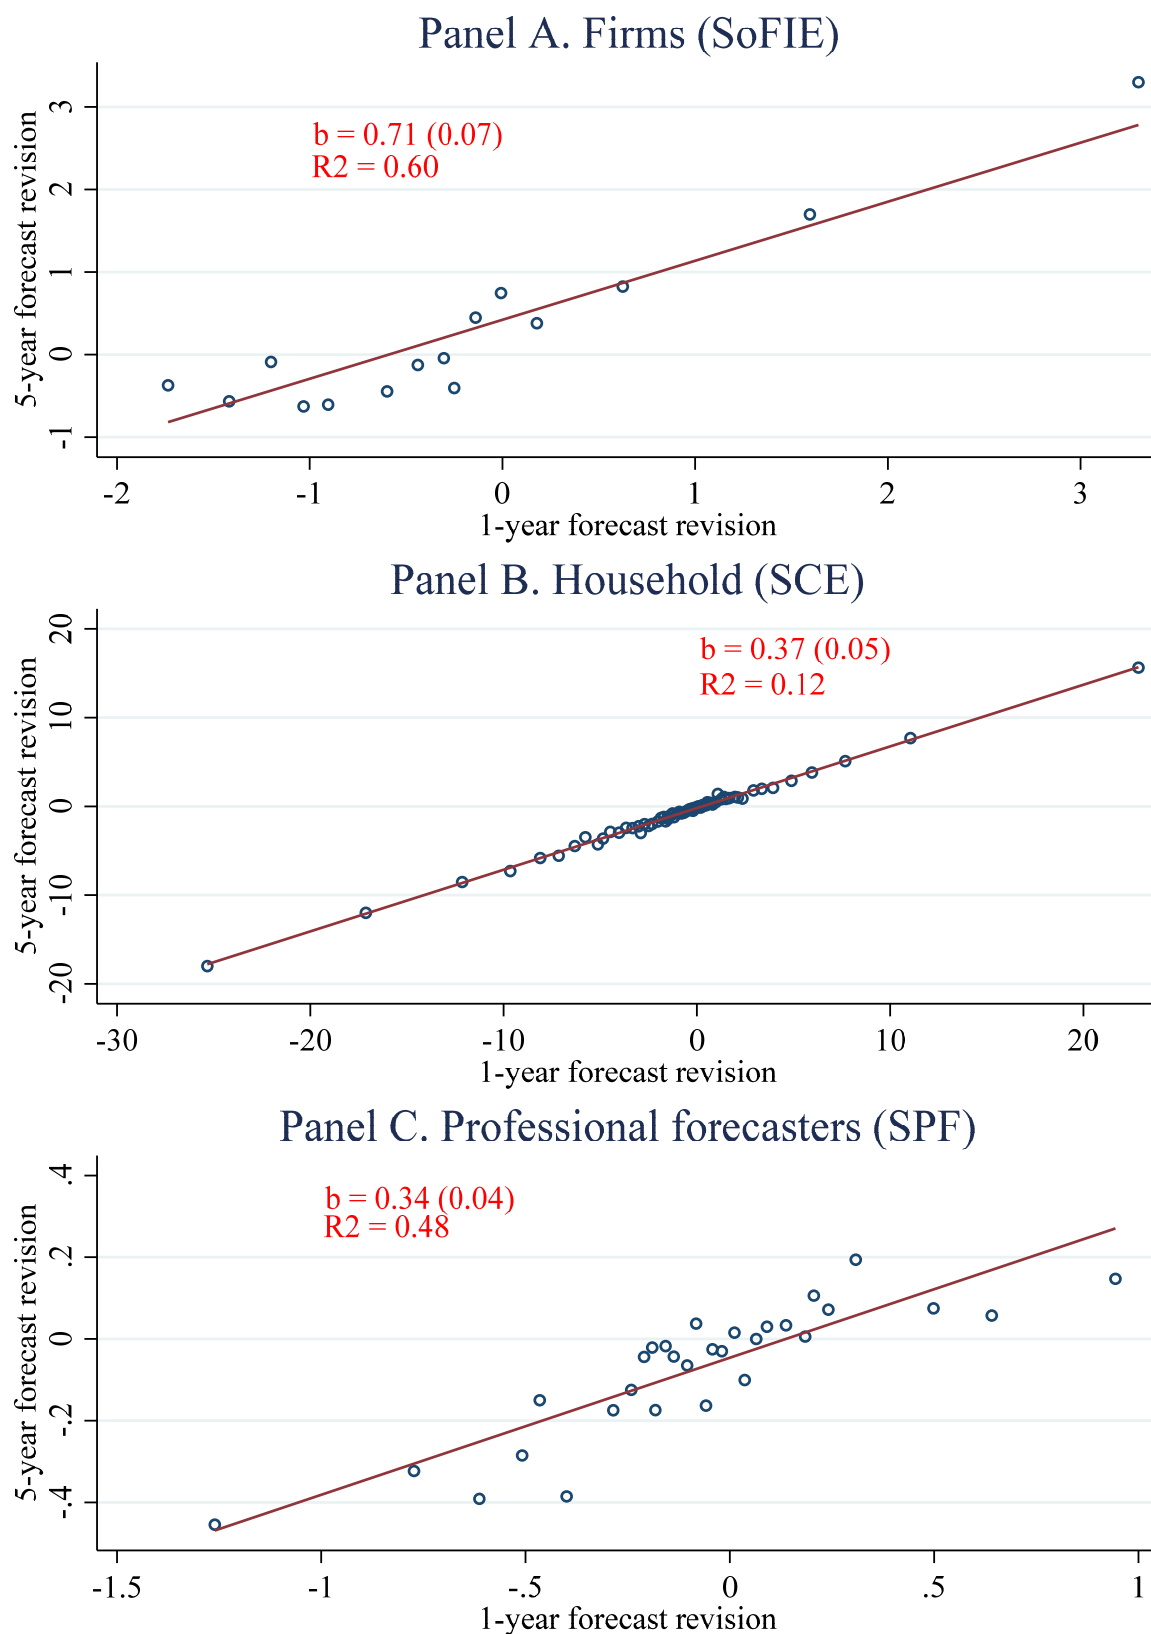 Panel A. Firms (SoFIE)
5-year forecast revision
3
2
1
0
-1
b = 0.71 (0.07)
R2 = 0.60
-2 -1 0 1 2 3
1-year forecast revision
Panel B. Household (SCE)
5-year forecast revision
20
10
0
-10
-20
b = 0.37 (0.05)
R2 = 0.12
-30 -20 -10 0 10 20
1-year forecast revision
Panel C. Professional forecasters (SPF)
5-year forecast revision
.4
.2
0
-.2
-.4
b = 0.34 (0.04)
R2 = 0.48
-1.5 -1 -.5 0 .5 1
1-year forecast revision